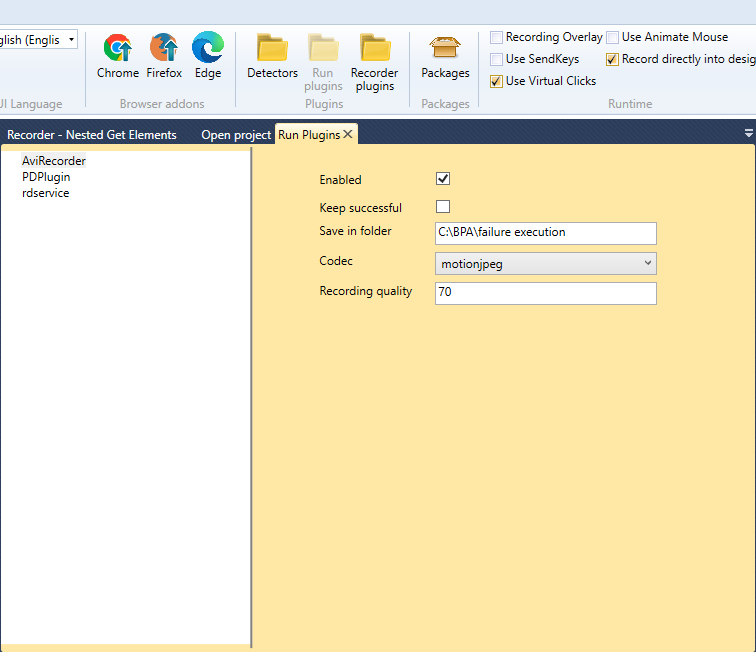 glish (Englis
Chrome
Firefox
Edge
Detectors
Run
plugins
Recorder
plugins
Packages
Recording Overlay
Use Animate Mouse
Use SendKeys
Record directly into desig
Use Virtual Clicks
UI Language
Browser addons
Plugins
Packages
Runtime
Recorder - Nested Get Elements
Open project
Run Plugins
AviRecorder
PDPlugin
rdservice
Enabled
Keep successful
Save in folder
C:\BPA\failure execution
Codec
motionjpeg
Recording quality
70